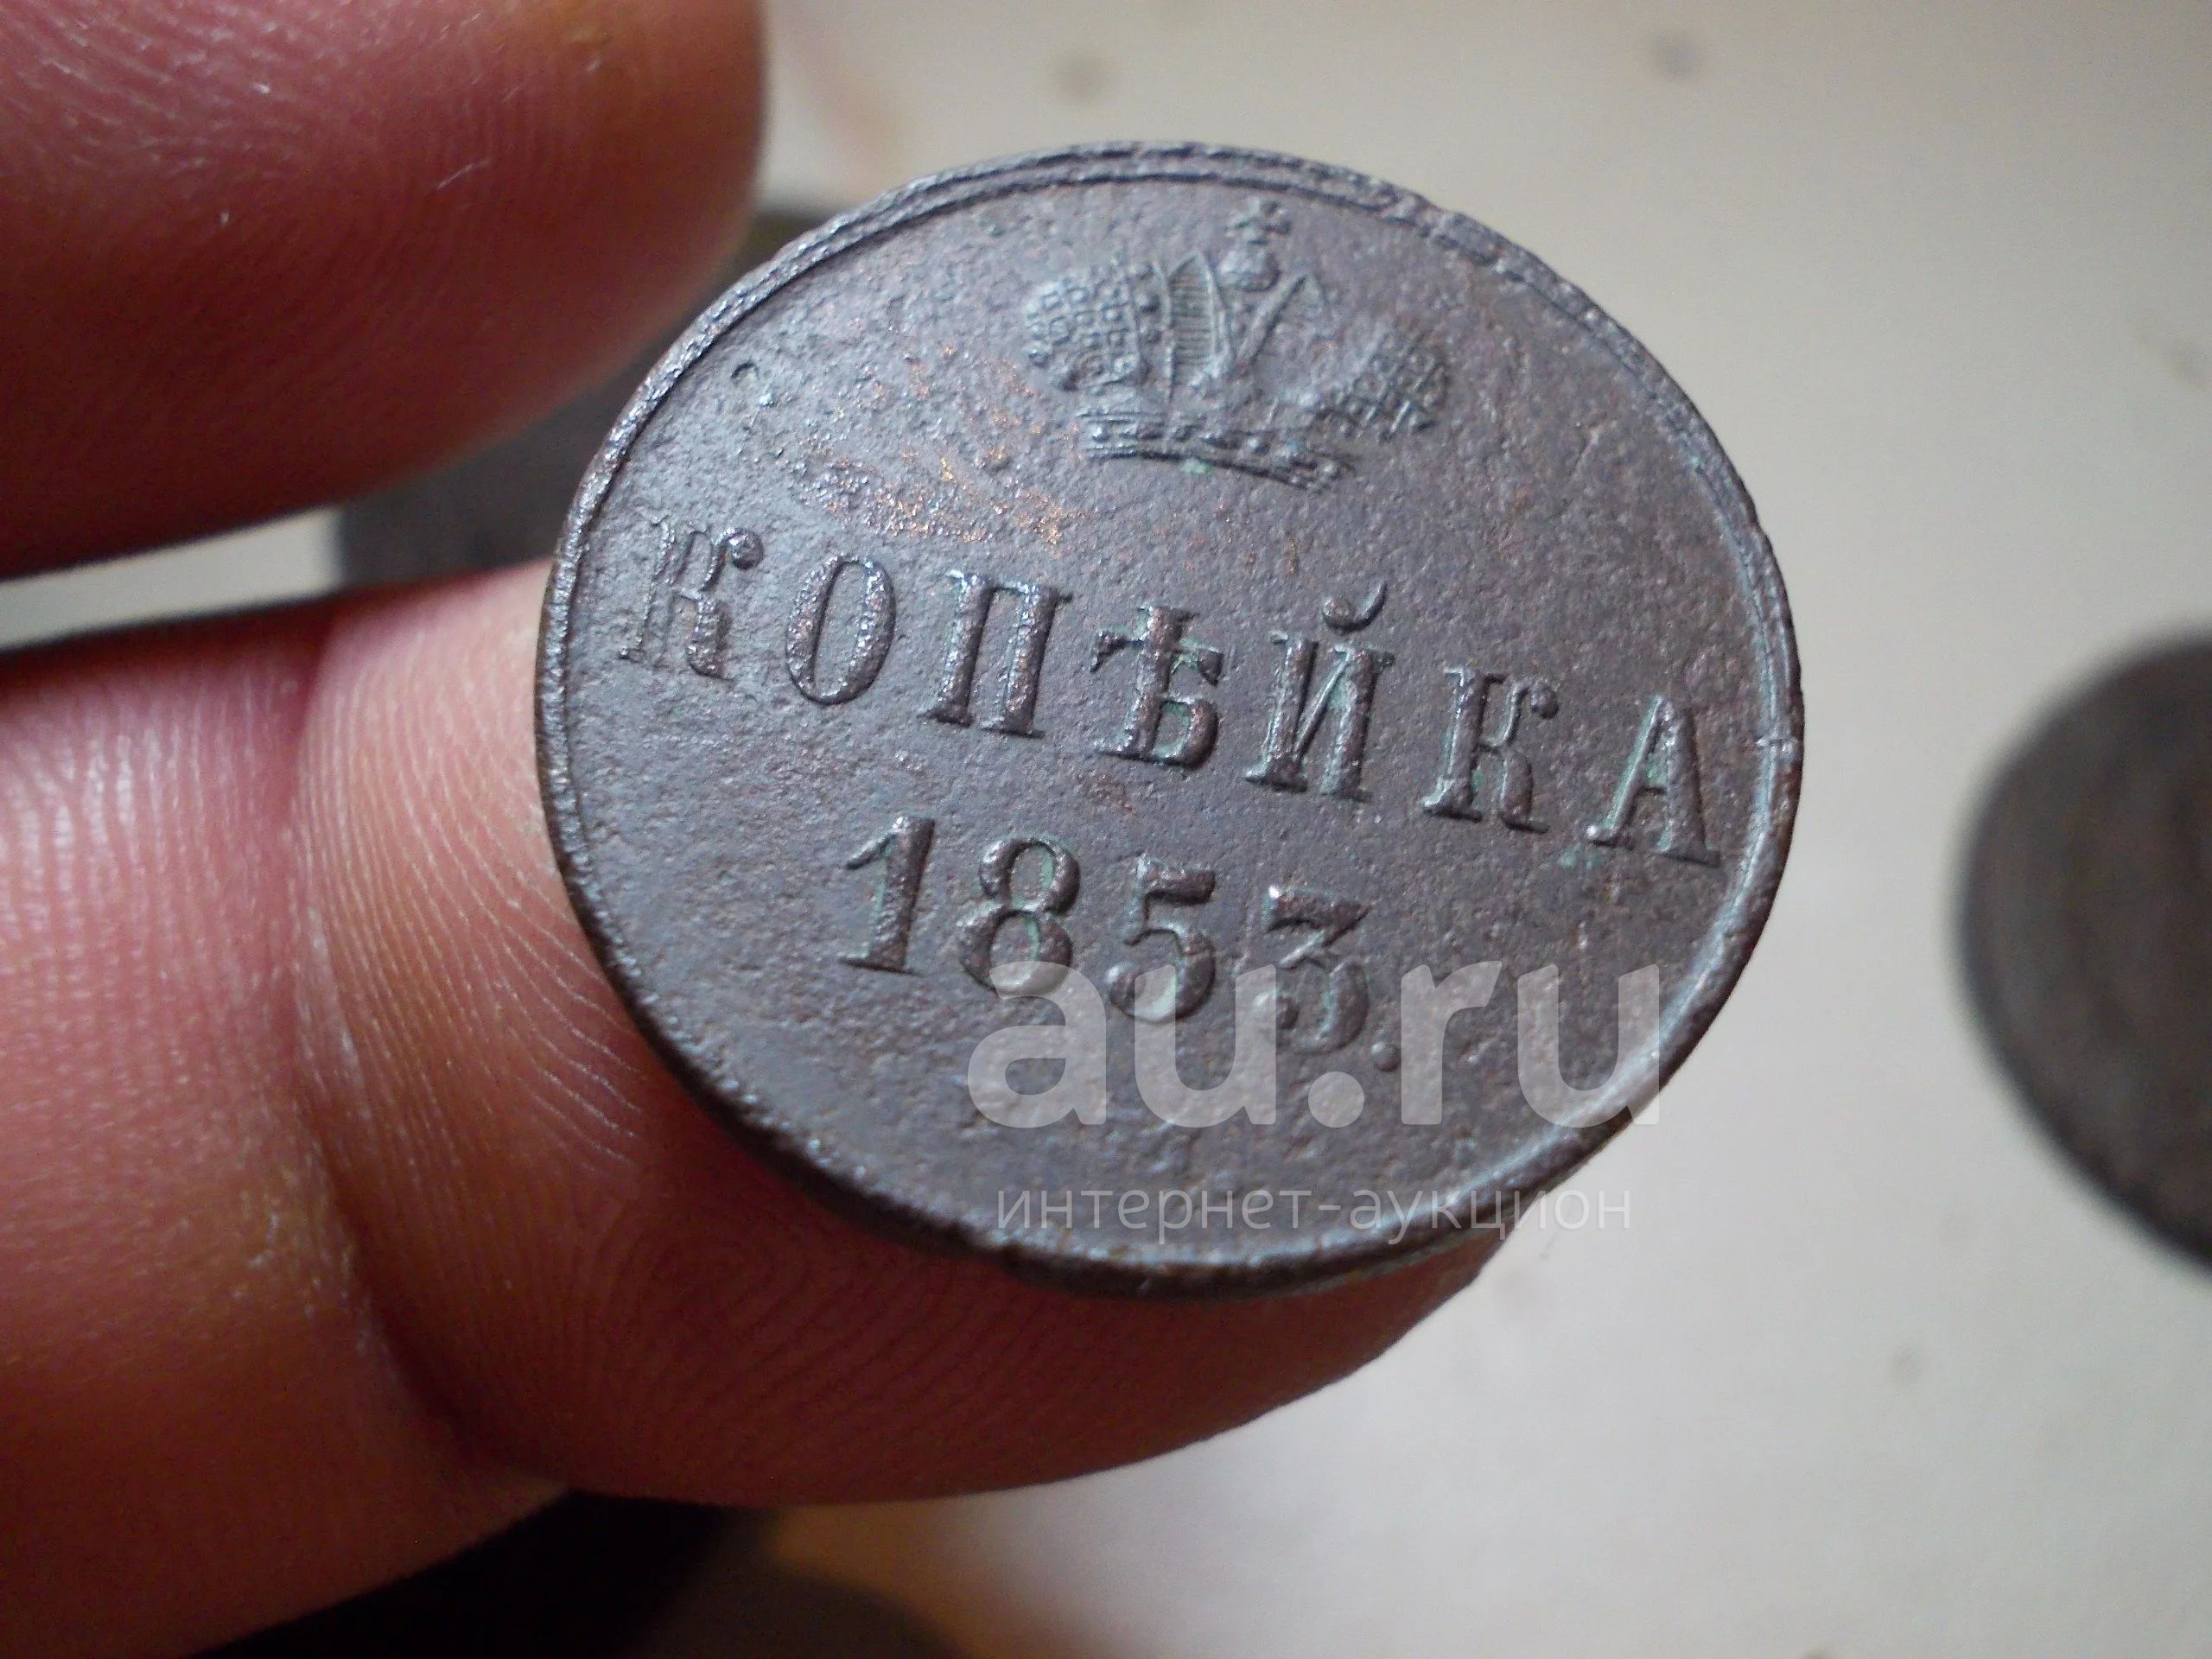 КОПѢЙКА
1853.
au.ru
интернет-аукцион